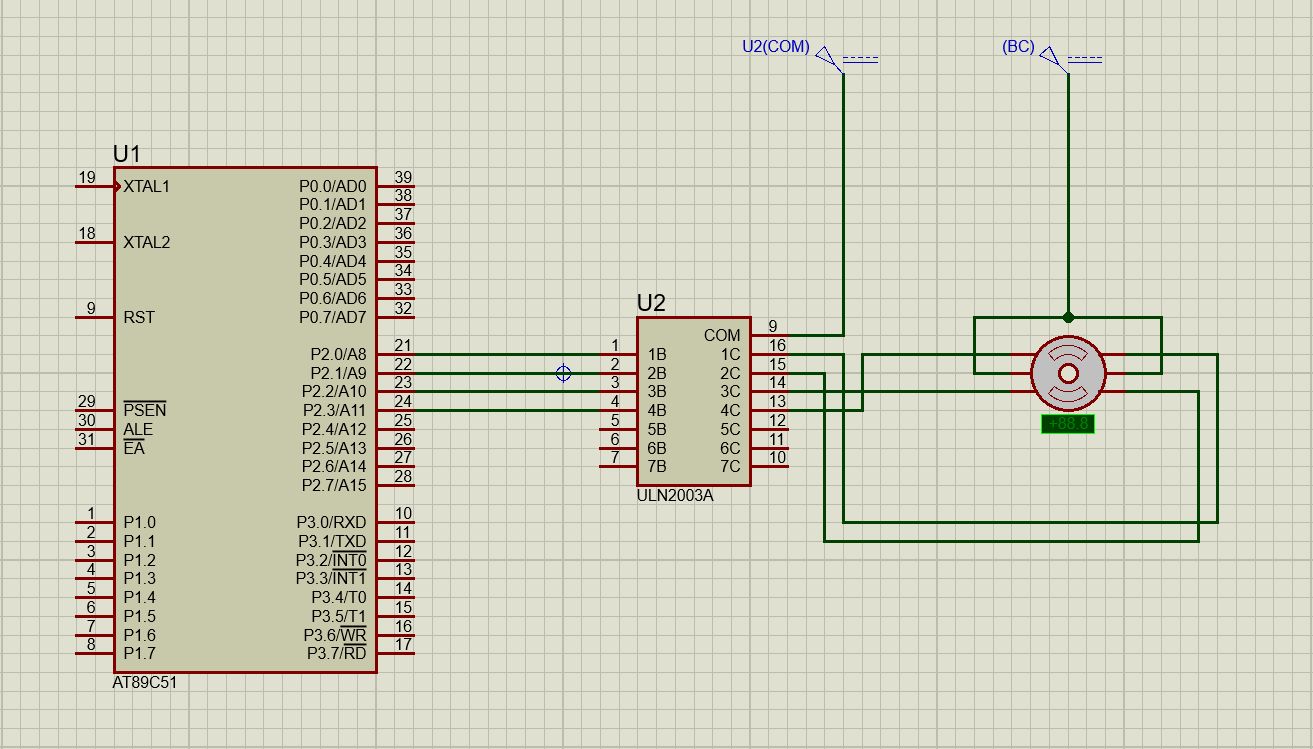 U2(COM)
(BC)
U1
19 XTAL1
P0.0/AD0 39
P0.1/AD1 38
P0.2/AD2 37
18 XTAL2
P0.3/AD3 36
P0.4/AD4 35
P0.5/AD5 34
P0.6/AD6 33
9 RST
P0.7/AD7 32
P2.0/A8 21
P2.1/A9 22
P2.2/A10 23
29 PSEN
P2.3/A11 24
30 ALE
P2.4/A12 25
31 EA
P2.5/A13 26
P2.6/A14 27
P2.7/A15 28
1 P1.0
P3.0/RXD 10
2 P1.1
P3.1/TXD 11
3 P1.2
P3.2/INT0 12
4 P1.3
P3.3/INT1 13
5 P1.4
P3.4/T0 14
6 P1.5
P3.5/T1 15
7 P1.6
P3.6/WR 16
8 P1.7
P3.7/RD 17
AT89C51
U2
COM 9
1 1B 1C 16
2 2B 2C 15
3 3B 3C 14
4 4B 4C 13
5 5B 5C 12
6 6B 6C 11
7 7B 7C 10
ULN2003A
+88.8